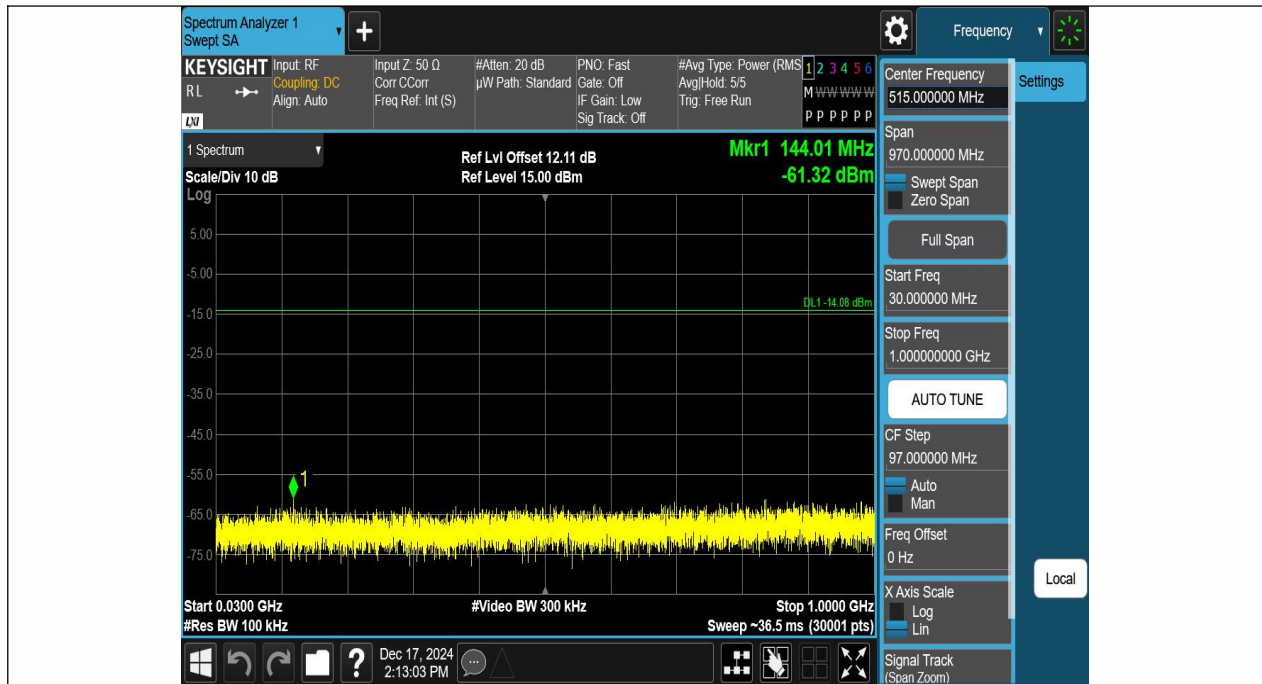 Spectrum Analyzer 1
Swept SA
+
Frequency
KEYSIGHT
R L
LXI
Input: RF
Coupling: DC
Align: Auto
Input Z: 50 Ω
Corr CCorr
Freq Ref: Int (S)
#Atten: 20 dB
µW Path: Standard
PNO: Fast
Gate: Off
IF Gain: Low
Sig Track: Off
#Avg Type: Power (RMS
Avg|Hold: 5/5
Trig: Free Run
1 2 3 4 5 6
M W W W W W
P P P P P P
1 Spectrum
Scale/Div 10 dB
Ref Lvl Offset 12.11 dB
Ref Level 15.00 dBm
Mkr1 144.01 MHz
-61.32 dBm
Log
5.00
-5.00
DL1 -14.08 dBm
-15.0
-25.0
-35.0
-45.0
-55.0
1
-65.0
-75.0
Start 0.0300 GHz
#Res BW 100 kHz
#Video BW 300 kHz
Stop 1.0000 GHz
Sweep ~36.5 ms (30001 pts)
Center Frequency
515.000000 MHz
Settings
Span
970.000000 MHz
Swept Span
Zero Span
Full Span
Start Freq
30.000000 MHz
Stop Freq
1.000000000 GHz
AUTO TUNE
CF Step
97.000000 MHz
Auto
Man
Freq Offset
0 Hz
Local
X Axis Scale
Log
Lin
Signal Track
(Span Zoom)
?
Dec 17, 2024
2:13:03 PM